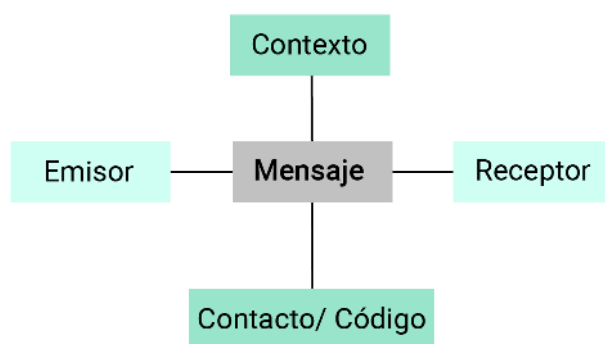 Contexto
Emisor
Mensaje
Receptor
Contacto/ Código